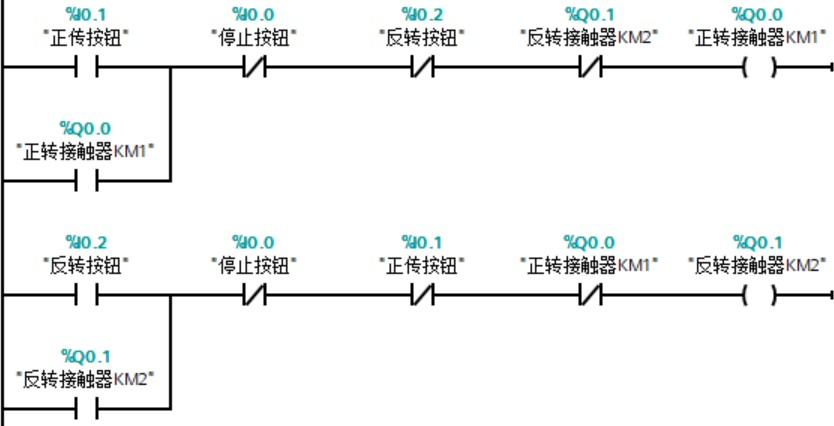 %I0.1 %I0.0 %I0.2 %Q0.1 %Q0.0
"正传按钮" "停止按钮" "反转按钮" "反转接触器KM2" "正转接触器KM1"
%Q0.0
"正转接触器KM1"
%I0.2 %I0.0 %I0.1 %Q0.0 %Q0.1
"反转按钮" "停止按钮" "正传按钮" "正转接触器KM1" "反转接触器KM2"
%Q0.1
"反转接触器KM2"